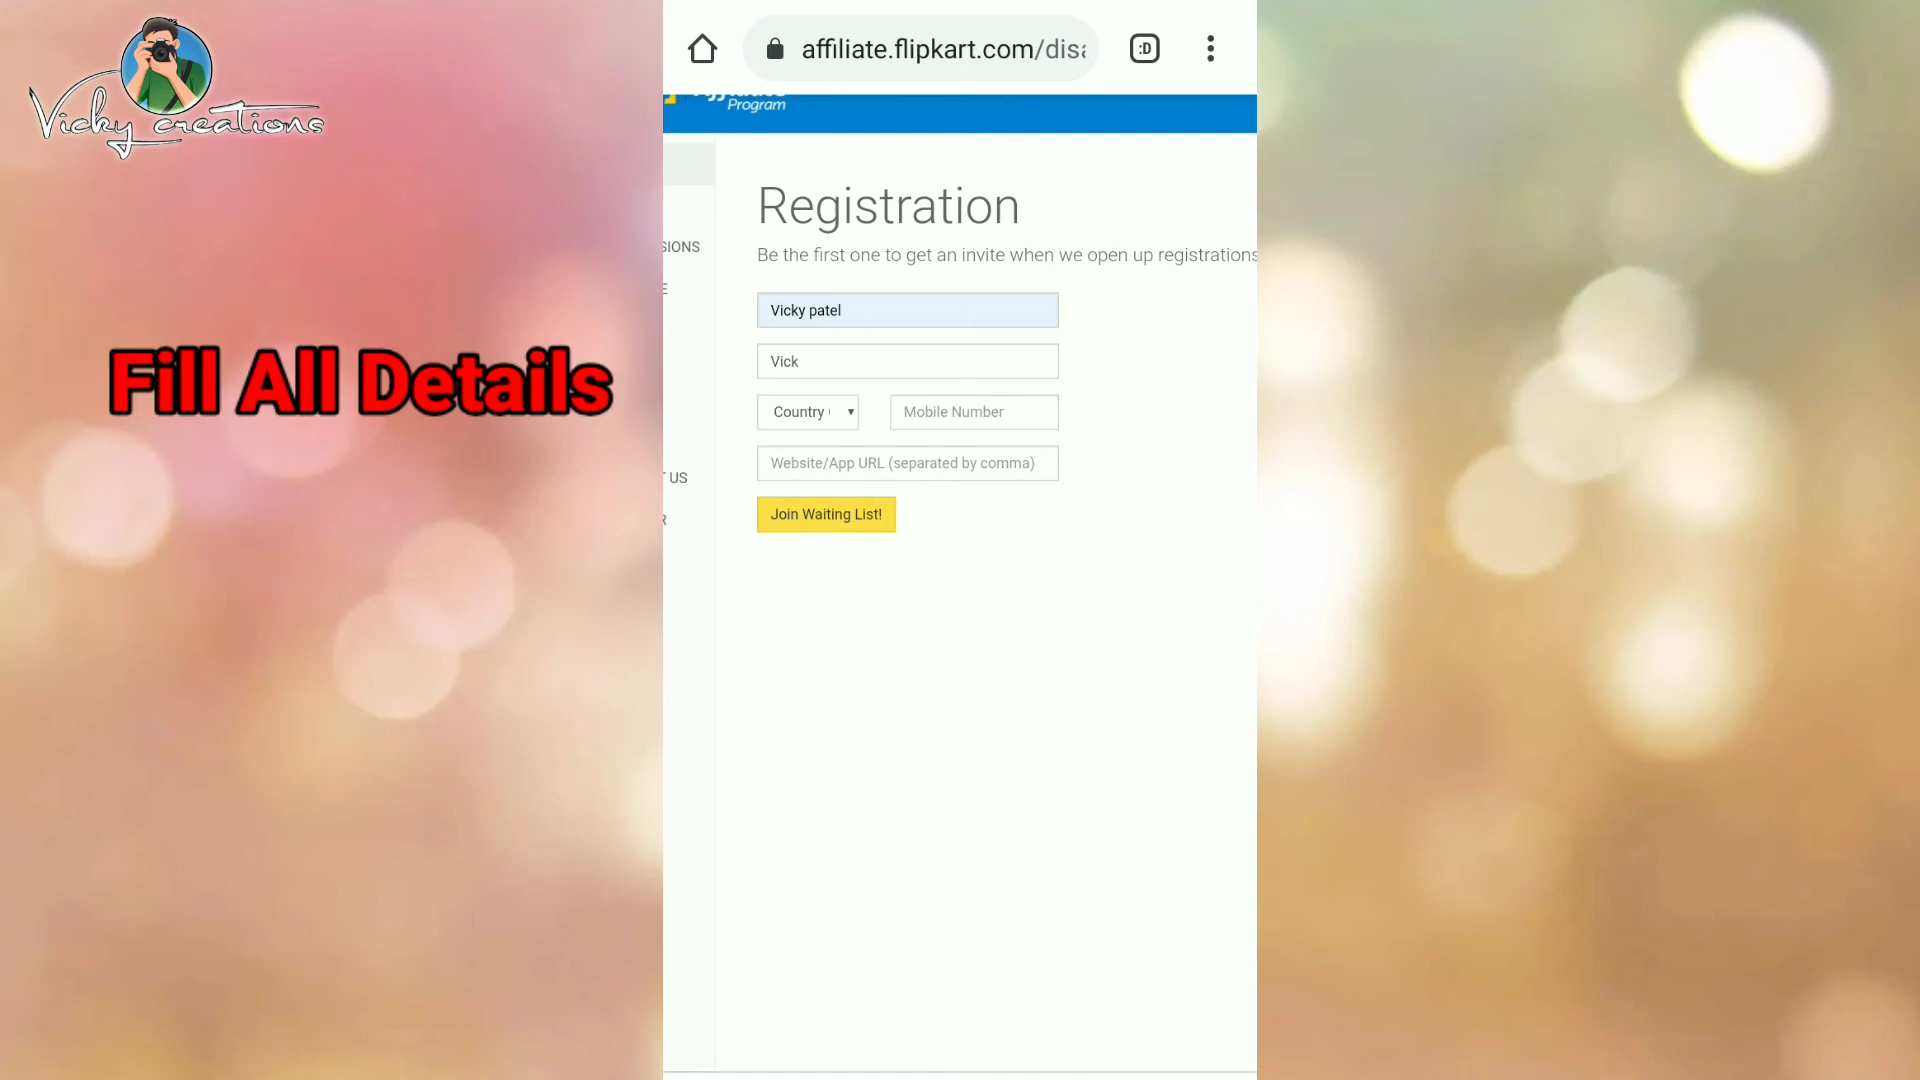 Vicky creations
Fill All Details
affiliate.flipkart.com/disa
:D
Program
Registration
Be the first one to get an invite when we open up registrations
SIONS
E
T US
R
Vicky patel
Vick
Country
Mobile Number
Website/App URL (separated by comma)
Join Waiting List!